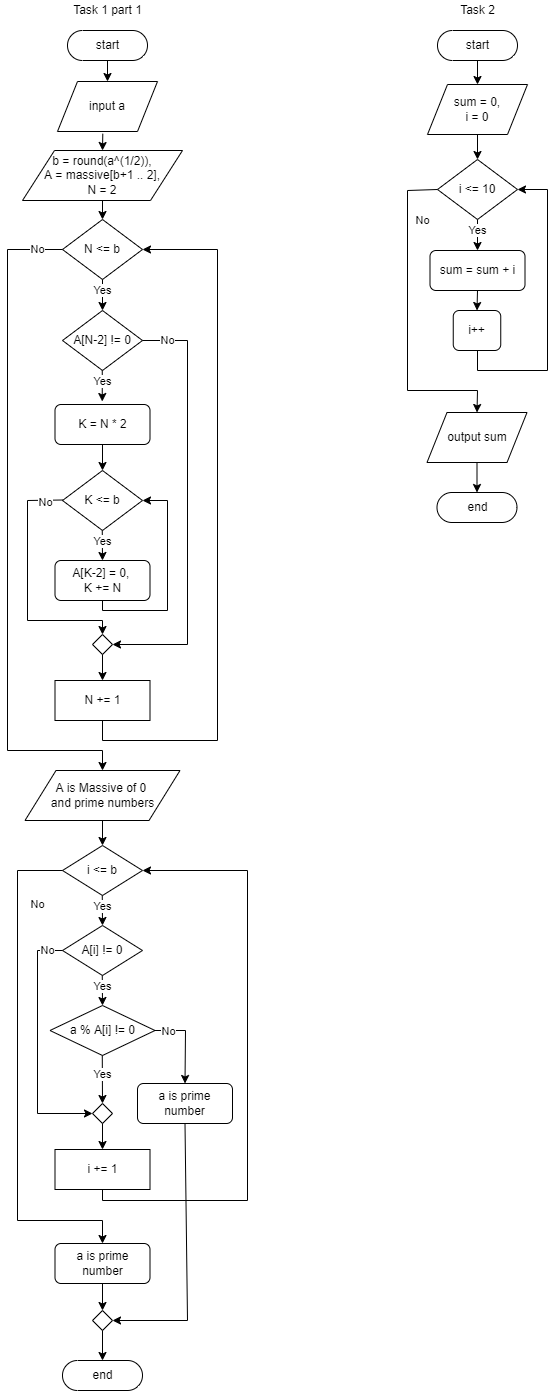 Task 1 part 1
start
input a
b = round(a^(1/2)),
A = massive[b+1 .. 2],
N = 2
N <= b
No
Yes
A[N-2] != 0
No
Yes
K = N * 2
K <= b
No
Yes
A[K-2] = 0,
K += N
N += 1
A is Massive of 0
and prime numbers
i <= b
No
Yes
A[i] != 0
No
Yes
a % A[i] != 0
No
Yes
a is prime
number
i += 1
a is prime
number
end
Task 2
start
sum = 0,
i = 0
i <= 10
No
Yes
sum = sum + i
i++
output sum
end